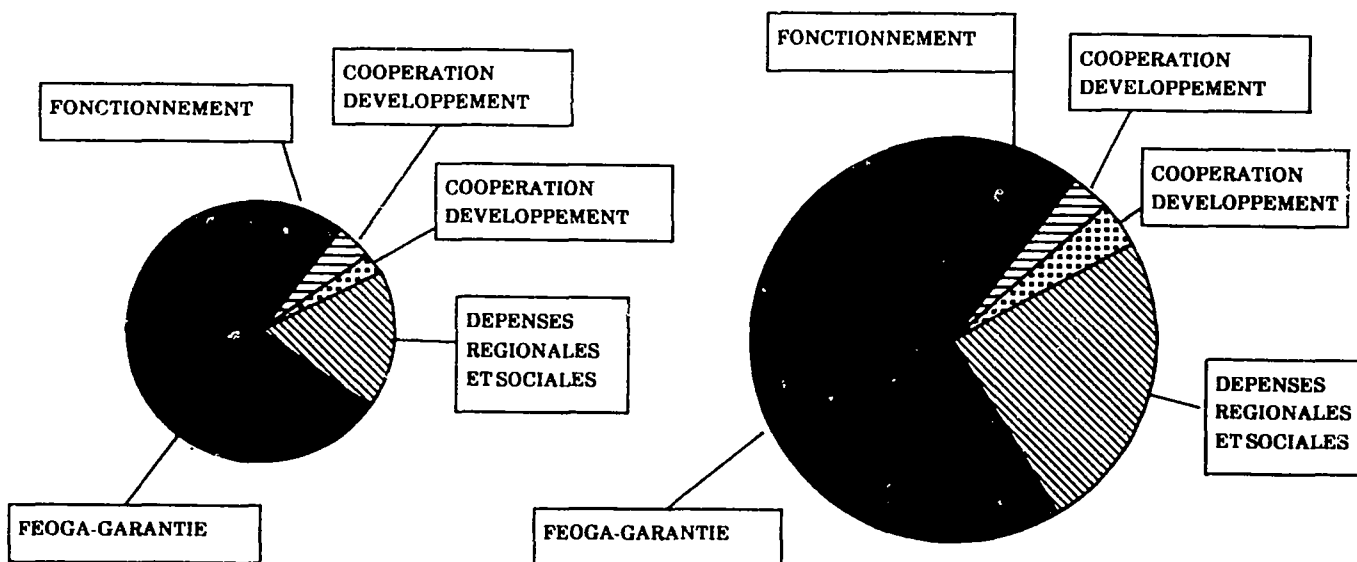 FONCTIONNEMENT
COOPERATION
DEVELOPPEMENT
COOPERATION
DEVELOPPEMENT
DEPENSES
REGIONALES
ET SOCIALES
FEOGA-GARANTIE
FONCTIONNEMENT
COOPERATION
DEVELOPPEMENT
COOPERATION
DEVELOPPEMENT
DEPENSES
REGIONALES
ET SOCIALES
FEOGA-GARANTIE